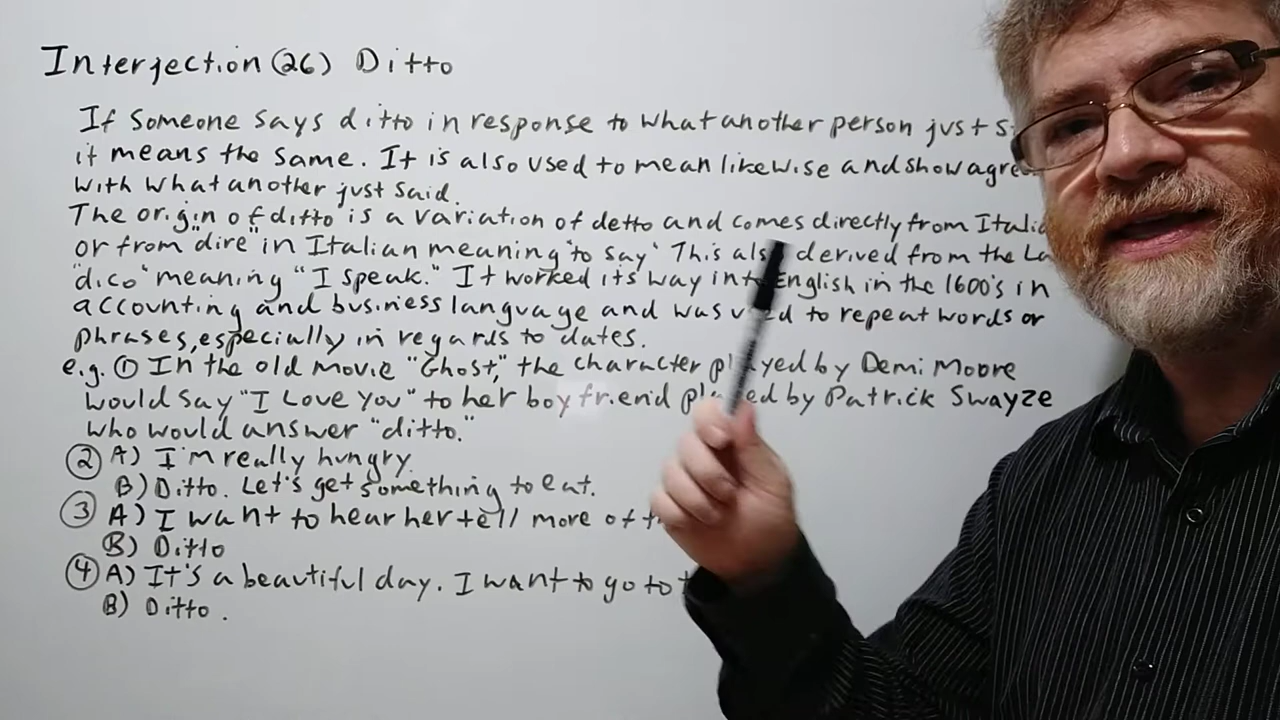 Interjection (26) Ditto
If someone says ditto in response to what another person just s
it means the same. It is also used to mean likewise and show agre
with what another just said.
The origin of ditto is a variation of detto and comes directly from Itali
or from "dire" in Italian meaning "to say" This als derived from the La
"dico" meaning "I speak." It worked its way into English in the 1600's in
accounting and business language and was used to repeat words or
phrases, especially in regards to dates.
e.g. ① In the old movie "Ghost," the character played by Demi Moore
would say "I Love you" to her boyfriend played by Patrick Swayze
who would answer "ditto."
② A) I'm really hungry.
B) Ditto. Let's get something to eat.
③ A) I want to hear her tell more of
B) Ditto
④ A) It's a beautiful day. I want to go to
B) Ditto.